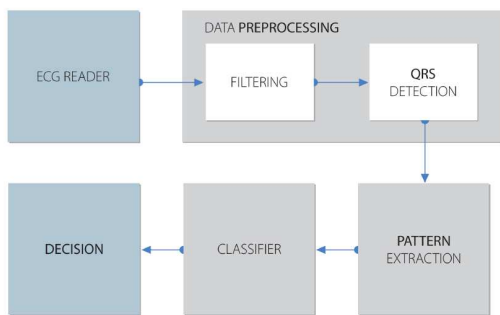 DATA PREPROCESSING
ECG READER
FILTERING
QRS
DETECTION
DECISION
CLASSIFIER
PATTERN
EXTRACTION